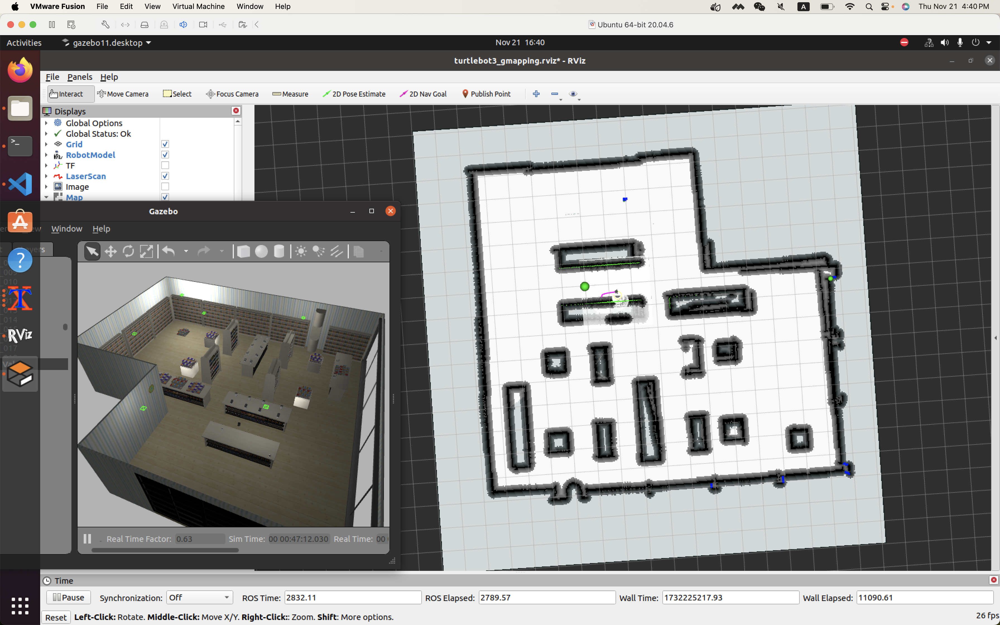 VMware Fusion File Edit View Virtual Machine Window Help A Thu Nov 21 4:40 PM
Ubuntu 64-bit 20.04.6
Activities gazebo11.desktop Nov 21 16:40
turtlebot3_gmapping.rviz* - RViz
File Panels Help
Interact Move Camera Select Focus Camera Measure 2D Pose Estimate 2D Nav Goal Publish Point
Displays
Global Options
Global Status: Ok
Grid
RobotModel
TF
LaserScan
Image
Map
Gazebo
Window Help
009
010
014
RViz
017
Real Time Factor: 0.63 Sim Time: 00 00:47:12.030 Real Time: 00
Time
Pause Synchronization: Off ROS Time: 2832.11 ROS Elapsed: 2789.57 Wall Time: 1732225217.93 Wall Elapsed: 11090.61
Reset Left-Click: Rotate. Middle-Click: Move X/Y. Right-Click:: Zoom. Shift: More options. 26 fps